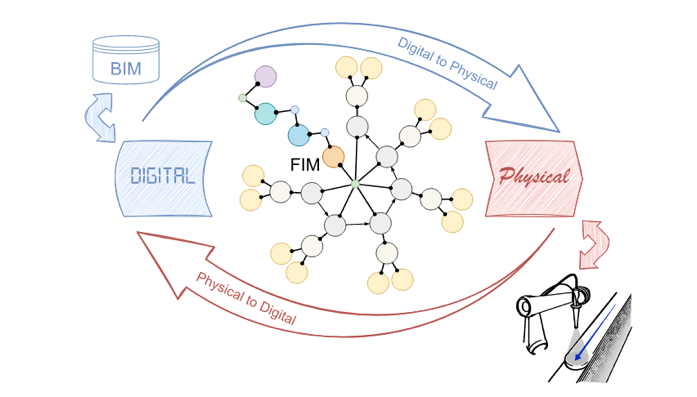 BIM
Digital to Physical
DIGITAL
FIM
Physical
Physical to Digital